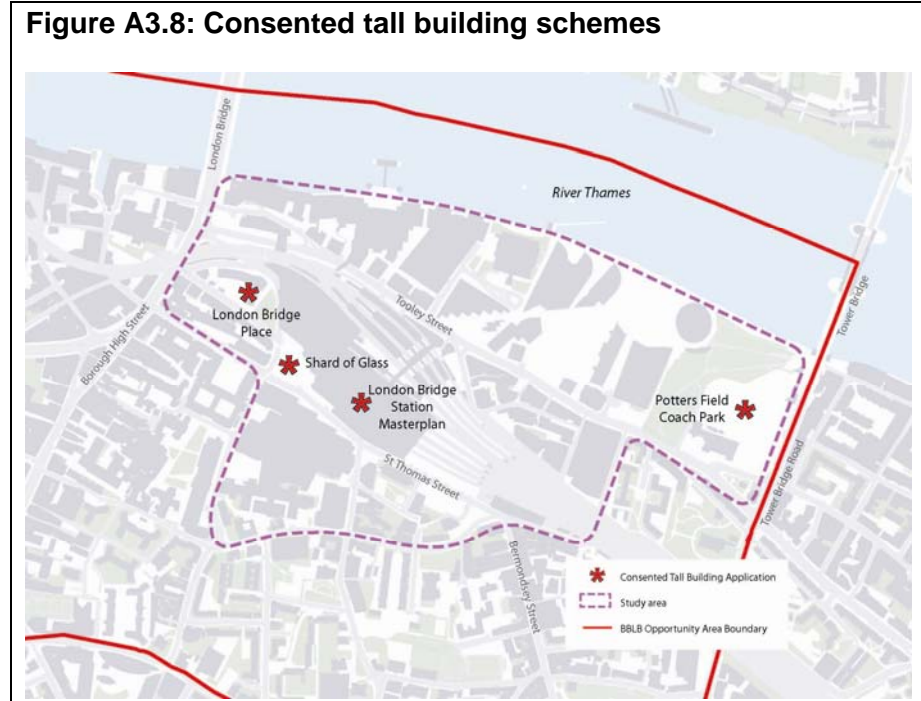 Figure A3.8: Consented tall building schemes
London Bridge
River Thames
Tower Bridge
Tooley Street
London Bridge
Place
Borough High Street
Shard of Glass
London Bridge
Station
Masterplan
Potters Field
Coach Park
St Thomas Street
Tower Bridge Road
Bermondsey Street
Consented Tall Building Application
Study area
BBLB Opportunity Area Boundary